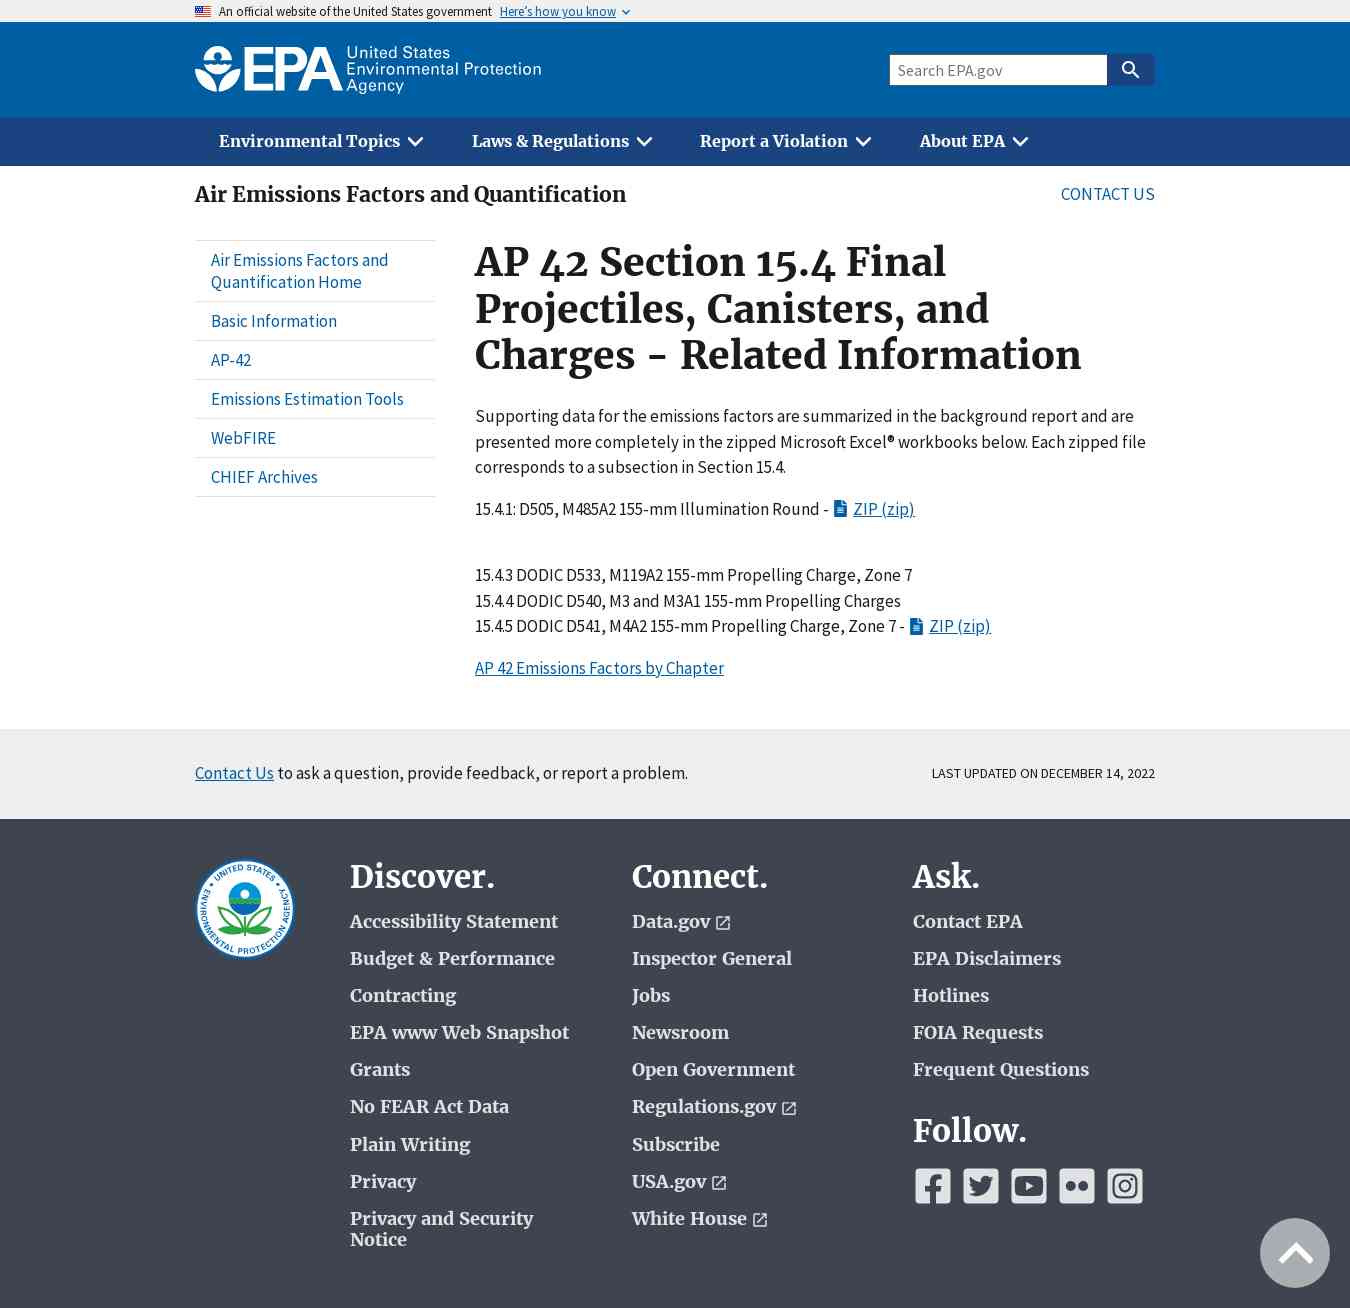 An official website of the United States government Here’s how you know
EPA United States
Environmental Protection
Agency
Search EPA.gov
Environmental Topics Laws & Regulations Report a Violation About EPA
Air Emissions Factors and Quantification
CONTACT US
Air Emissions Factors and
Quantification Home
Basic Information
AP-42
Emissions Estimation Tools
WebFIRE
CHIEF Archives
AP 42 Section 15.4 Final
Projectiles, Canisters, and
Charges - Related Information
Supporting data for the emissions factors are summarized in the background report and are
presented more completely in the zipped Microsoft Excel® workbooks below. Each zipped file
corresponds to a subsection in Section 15.4.
15.4.1: D505, M485A2 155-mm Illumination Round - ZIP (zip)
15.4.3 DODIC D533, M119A2 155-mm Propelling Charge, Zone 7
15.4.4 DODIC D540, M3 and M3A1 155-mm Propelling Charges
15.4.5 DODIC D541, M4A2 155-mm Propelling Charge, Zone 7 - ZIP (zip)
AP 42 Emissions Factors by Chapter
Contact Us to ask a question, provide feedback, or report a problem.
LAST UPDATED ON DECEMBER 14, 2022
UNITED STATES
ENVIRONMENTAL PROTECTION AGENCY
Discover.
Accessibility Statement
Budget & Performance
Contracting
EPA www Web Snapshot
Grants
No FEAR Act Data
Plain Writing
Privacy
Privacy and Security
Notice
Connect.
Data.gov
Inspector General
Jobs
Newsroom
Open Government
Regulations.gov
Subscribe
USA.gov
White House
Ask.
Contact EPA
EPA Disclaimers
Hotlines
FOIA Requests
Frequent Questions
Follow.